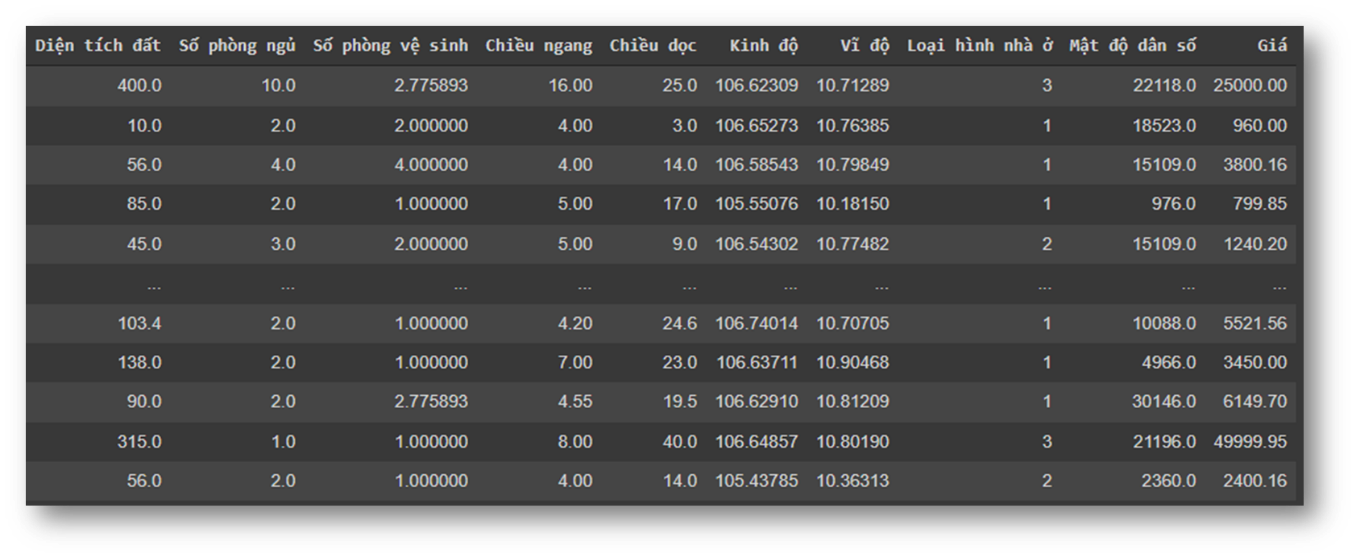 Diện tích đất Số phòng ngủ Số phòng vệ sinh Chiều ngang Chiều dọc Kinh độ Vĩ độ Loại hình nhà ở Mật độ dân số Giá
400.0 10.0 2.775893 16.00 25.0 106.62309 10.71289 3 22118.0 25000.00
10.0 2.0 2.000000 4.00 3.0 106.65273 10.76385 1 18523.0 960.00
56.0 4.0 4.000000 4.00 14.0 106.58543 10.79849 1 15109.0 3800.16
85.0 2.0 1.000000 5.00 17.0 105.55076 10.18150 1 976.0 799.85
45.0 3.0 2.000000 5.00 9.0 106.54302 10.77482 2 15109.0 1240.20
... ... ... ... ... ... ... ... ... ...
103.4 2.0 1.000000 4.20 24.6 106.74014 10.70705 1 10088.0 5521.56
138.0 2.0 1.000000 7.00 23.0 106.63711 10.90468 1 4966.0 3450.00
90.0 2.0 2.775893 4.55 19.5 106.62910 10.81209 1 30146.0 6149.70
315.0 1.0 1.000000 8.00 40.0 106.64857 10.80190 3 21196.0 49999.95
56.0 2.0 1.000000 4.00 14.0 105.43785 10.36313 2 2360.0 2400.16